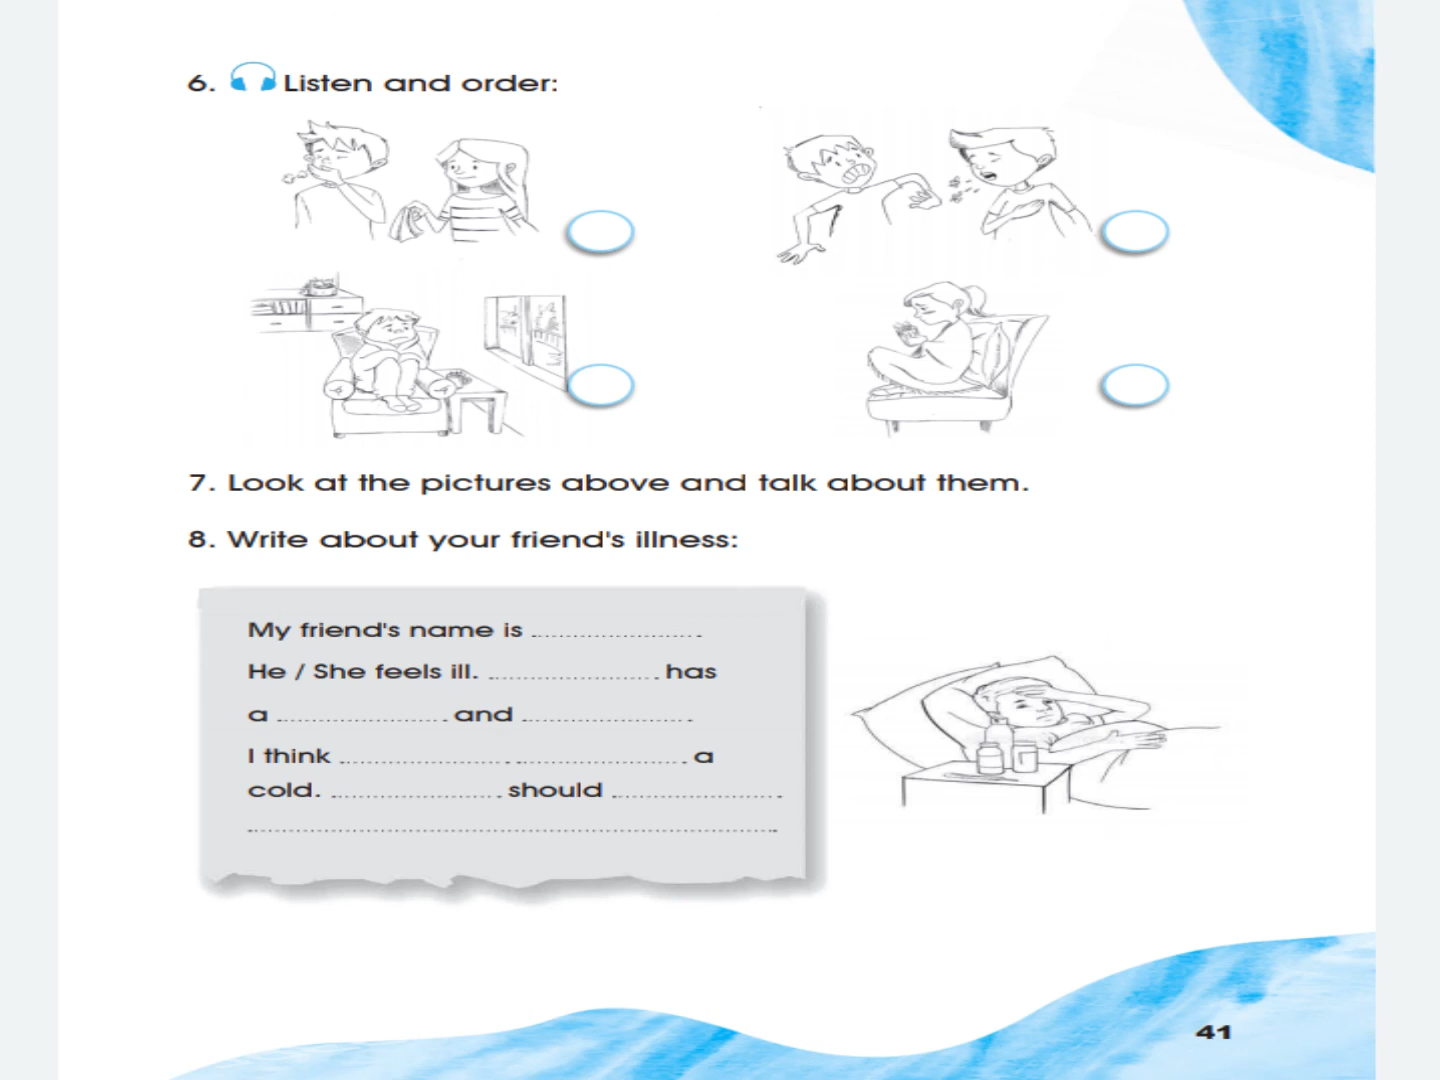 6. Listen and order:
7. Look at the pictures above and talk about them.
8. Write about your friend's illness:
My friend's name is ........................
He / She feels ill. ........................ has
a ........................ and ........................
I think ........................ ........................ a
cold. ........................ should ........................
........................................................................
41